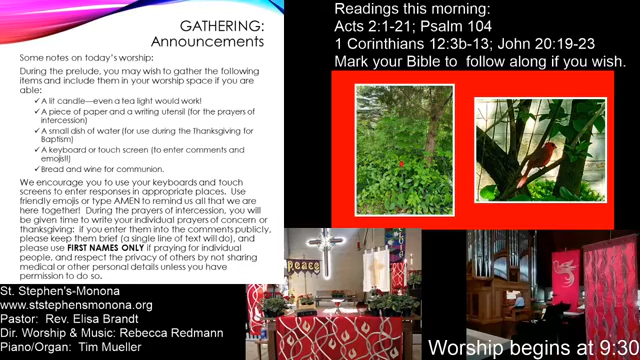 GATHERING:
Announcements
Some notes on today's worship:
During the prelude, you may wish to gather the following
items and include them in your worship space if you are
able:
✓A lit candle—even a tea light would work!
✓A piece of paper and a writing utensil (for the prayers of
intercession)
✓A small dish of water (for use during the Thanksgiving for
Baptism)
✓A keyboard or touch screen (to enter comments and
emojis!!)
✓Bread and wine for communion.
We encourage you to use your keyboards and touch
screens to enter responses in appropriate places. Use
friendly emojis or type AMEN to remind us all that we are
here together! During the prayers of intercession, you will
be given time to write your individual prayers of concern or
thanksgiving: if you enter them into the comments publicly,
please keep them brief (a single line of text will do), and
please use FIRST NAMES ONLY if praying for individual
people, and respect the privacy of others by not sharing
medical or other personal details unless you have
permission to do so.
St. Stephen's-Monona
www.ststephensmonona.org
Pastor: Rev. Elisa Brandt
Dir. Worship & Music: Rebecca Redmann
Piano/Organ: Tim Mueller
Readings this morning:
Acts 2:1-21; Psalm 104
1 Corinthians 12:3b-13; John 20:19-23
Mark your Bible to follow along if you wish.
Peace
Worship begins at 9:30